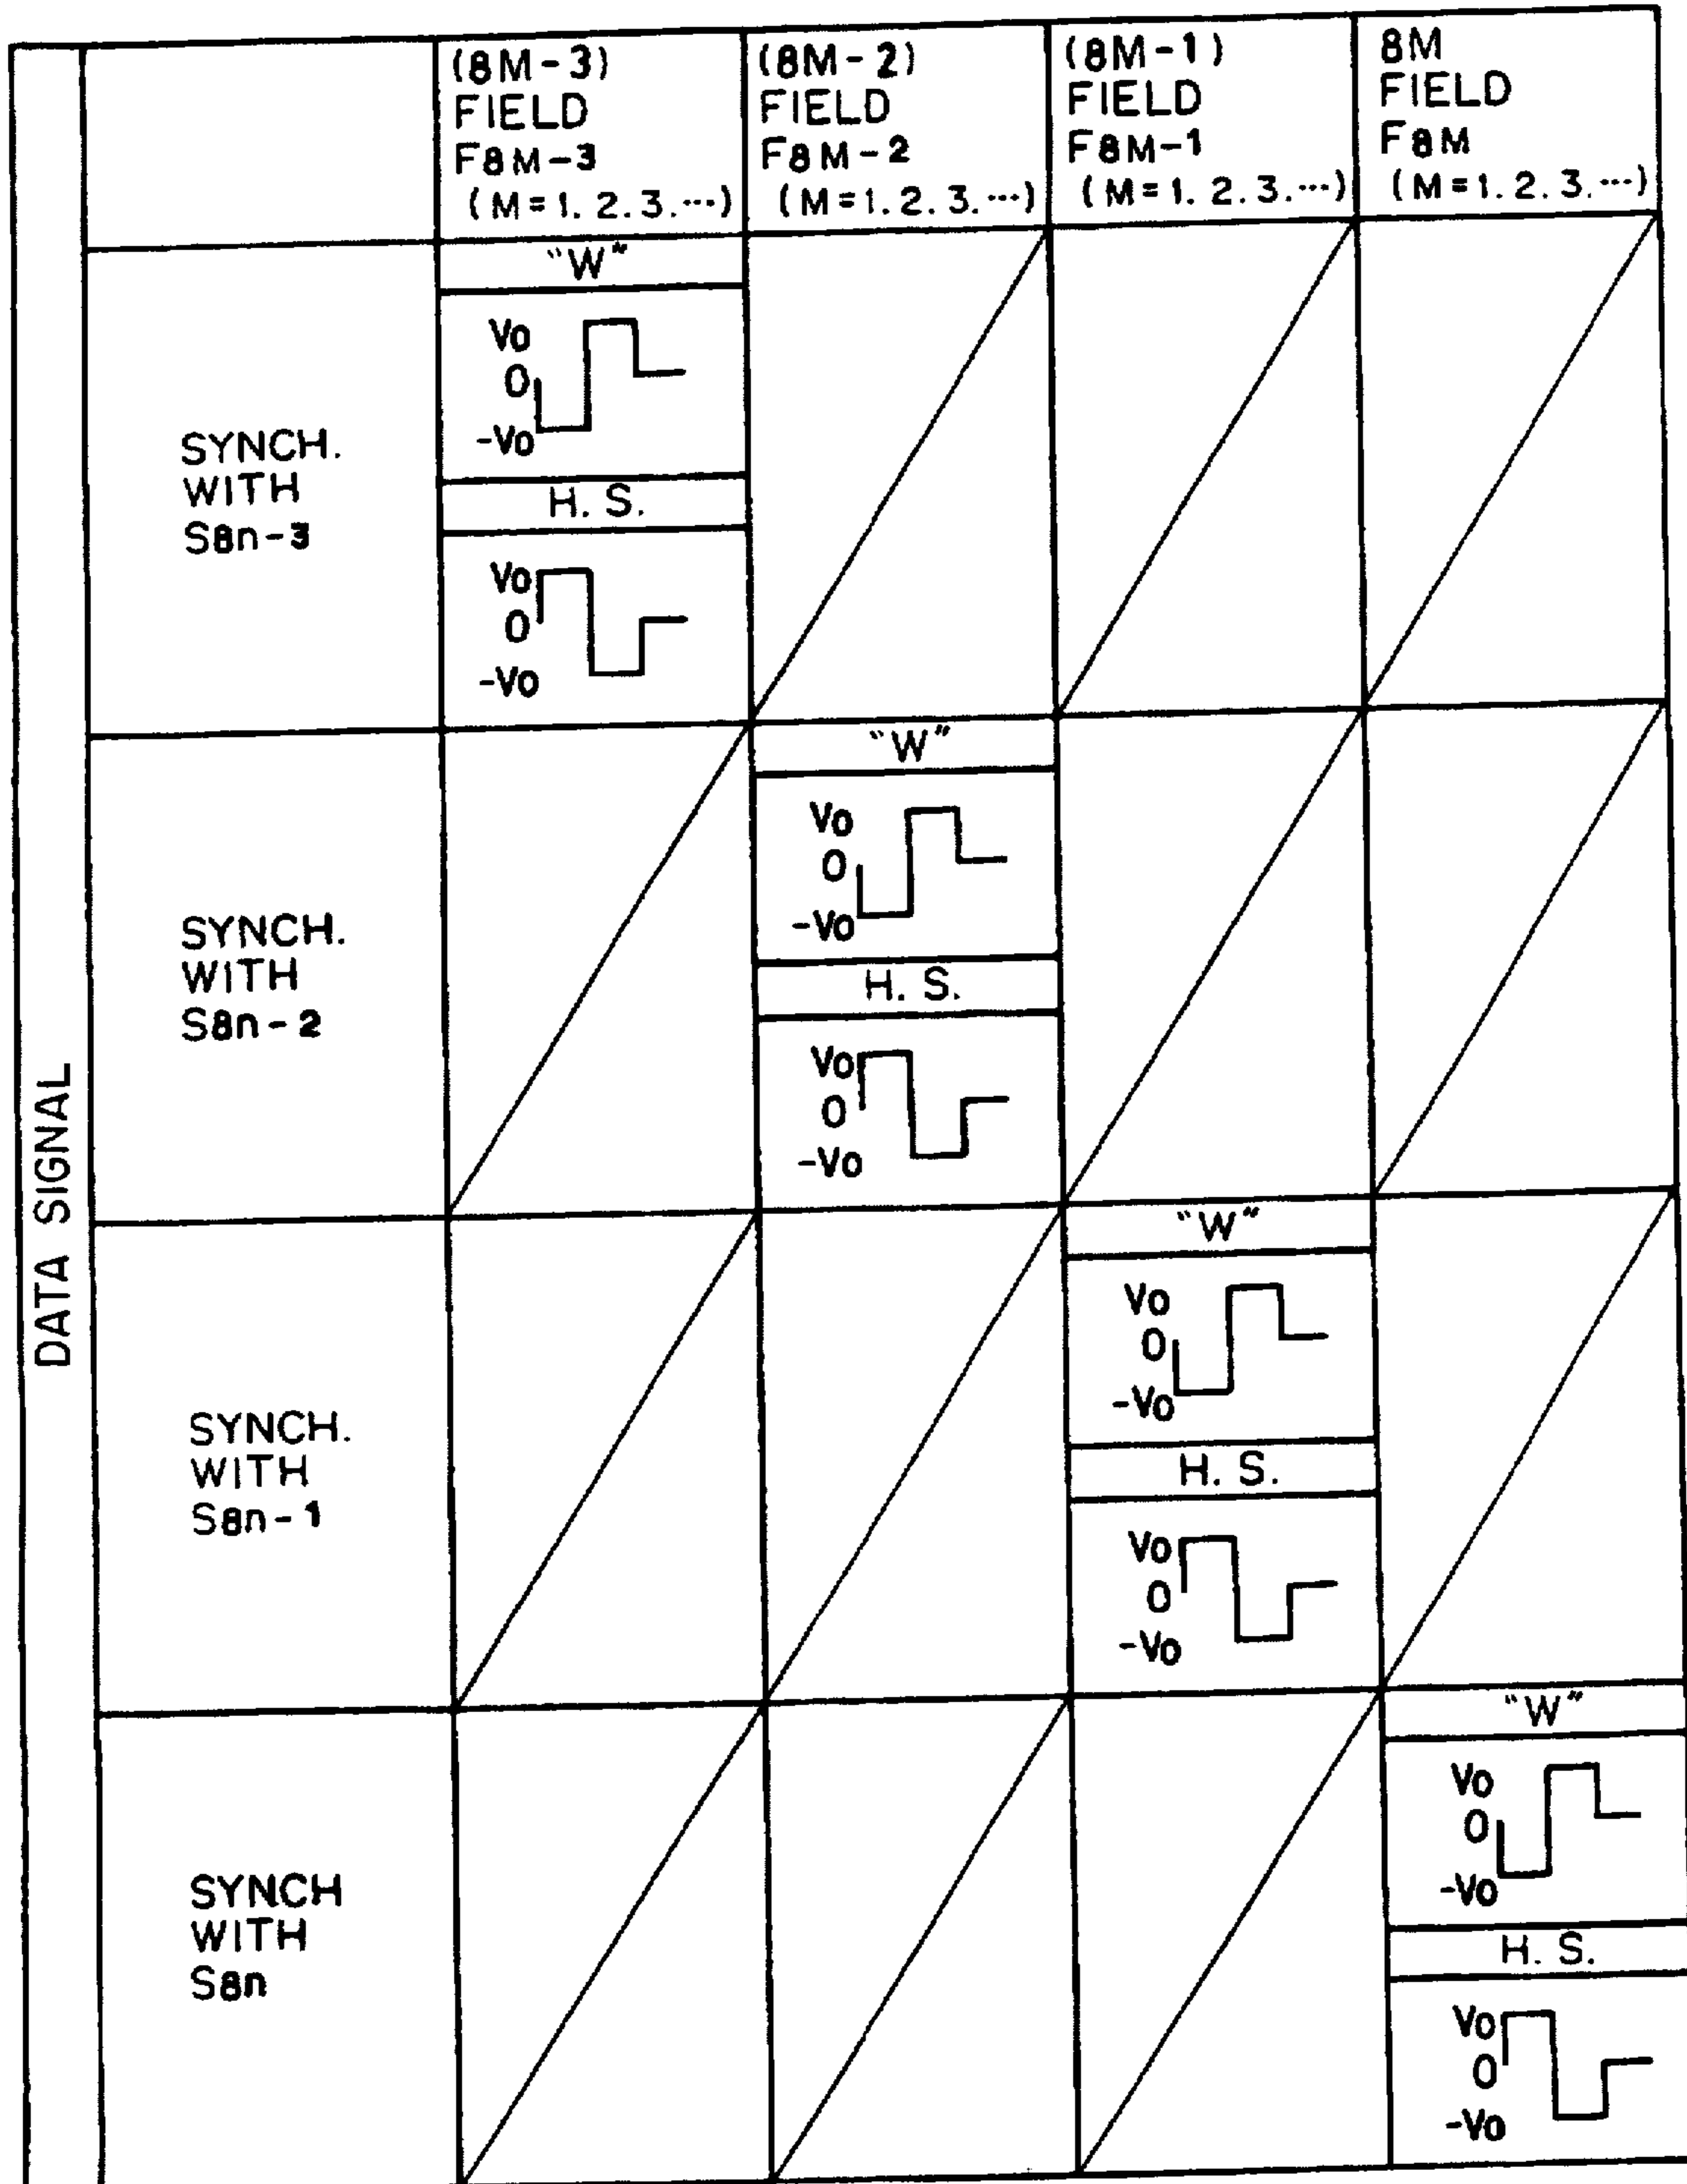 (8M-3)
FIELD
F8M-3
(M=1.2.3.···)
(8M-2)
FIELD
F8M-2
(M=1.2.3.···)
(8M-1)
FIELD
F8M-1
(M=1.2.3.···)
8M
FIELD
F8M
(M=1.2.3.···)
DATA SIGNAL
SYNCH.
WITH
S8n-3
"W"
Vo
0
-Vo
H. S.
Vo
0
-Vo
SYNCH.
WITH
S8n-2
"W"
Vo
0
-Vo
H. S.
Vo
0
-Vo
SYNCH.
WITH
S8n-1
"W"
Vo
0
-Vo
H. S.
Vo
0
-Vo
SYNCH
WITH
S8n
"W"
Vo
0
-Vo
H. S.
Vo
0
-Vo